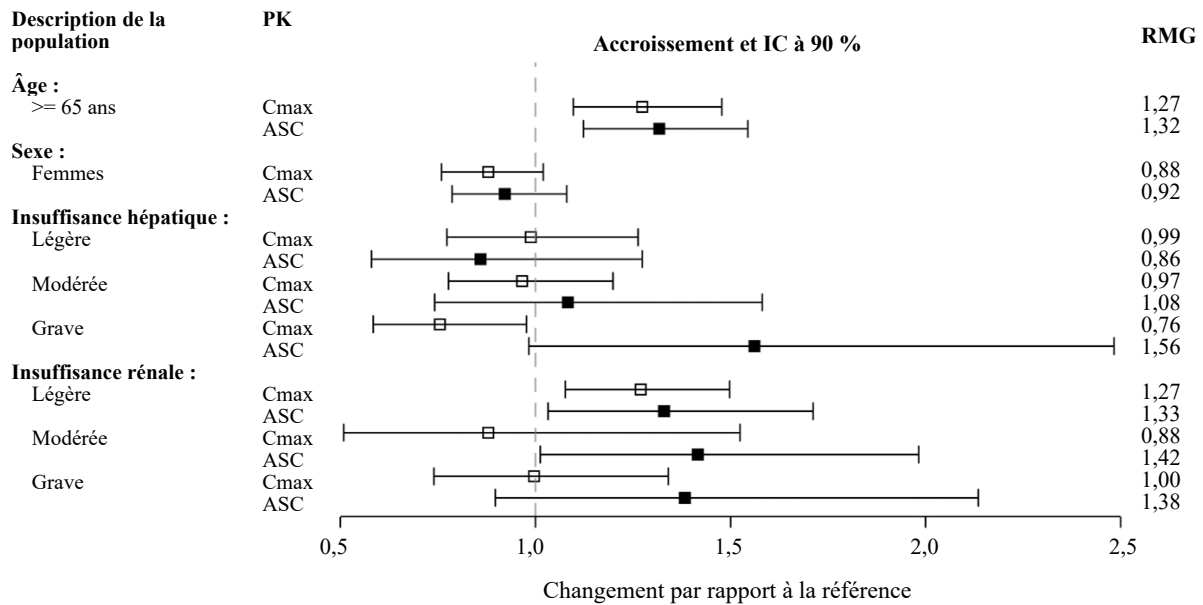 Description de la population PK Accroissement et IC à 90 % RMG
Âge :
>= 65 ans Cmax 1,27
ASC 1,32
Sexe :
Femmes Cmax 0,88
ASC 0,92
Insuffisance hépatique :
Légère Cmax 0,99
ASC 0,86
Modérée Cmax 0,97
ASC 1,08
Grave Cmax 0,76
ASC 1,56
Insuffisance rénale :
Légère Cmax 1,27
ASC 1,33
Modérée Cmax 0,88
ASC 1,42
Grave Cmax 1,00
ASC 1,38
0,5 1,0 1,5 2,0 2,5
Changement par rapport à la référence